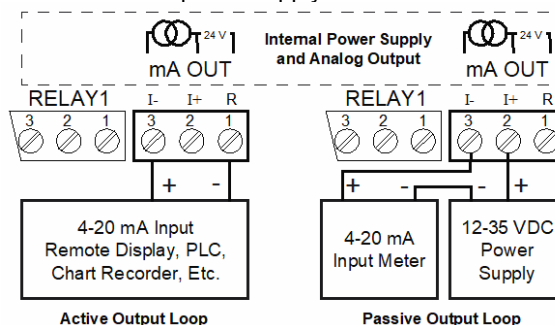 24 V
Internal Power Supply
and Analog Output
24 V
mA OUT
mA OUT
RELAY1
I- I+ R
3 2 1
3 2 1
RELAY1
I- I+ R
3 2 1
3 2 1
+ -
+ - - +
4-20 mA Input
Remote Display, PLC,
Chart Recorder, Etc.
4-20 mA
Input Meter
12-35 VDC
Power
Supply
Active Output Loop
Passive Output Loop